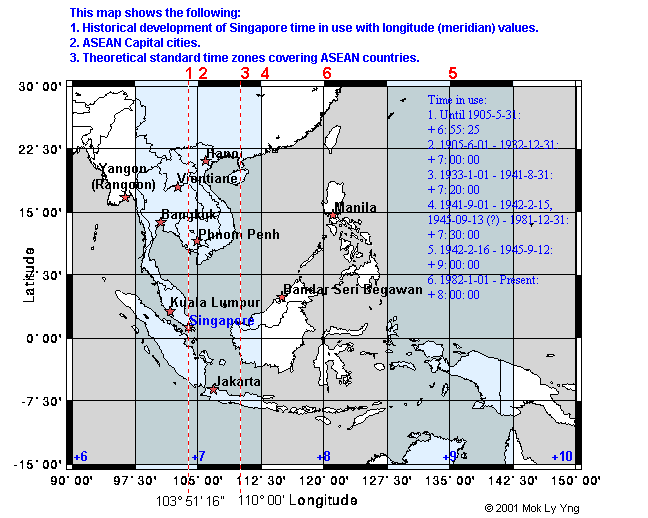 This map shows the following:
1. Historical development of Singapore time in use with longitude (meridian) values.
2. ASEAN Capital cities.
3. Theoretical standard time zones covering ASEAN countries.
1 2 3 4 6 5
30° 00'
22° 30'
15° 00'
7° 30'
0° 00'
-7° 30'
-15° 00'
Latitude
Time in use:
1. Until 1905-5-31:
+ 6: 55: 25
2. 1905-6-01 - 1932-12-31:
+ 7: 00: 00
3. 1933-1-01 - 1941-8-31:
+ 7: 20: 00
4. 1941-9-01 - 1942-2-15,
1945-09-13 (?) - 1981-12-31:
+ 7: 30: 00
5. 1942-2-16 - 1945-9-12:
+ 9: 00: 00
6. 1982-1-01 - Present:
+ 8: 00: 00
Hanoi
Yangon
(Rangoon)
Vientiane
Manila
Bangkok
Phnom Penh
Bandar Seri Begawan
Kuala Lumpur
Singapore
Jakarta
+6 +7 +8 +9 +10
90° 00' 97° 30' 105° 00' 112° 30' 120° 00' 127° 30' 135° 00' 142° 30' 150° 00'
103° 51' 16" 110° 00' Longitude
© 2001 Mok Ly Yng